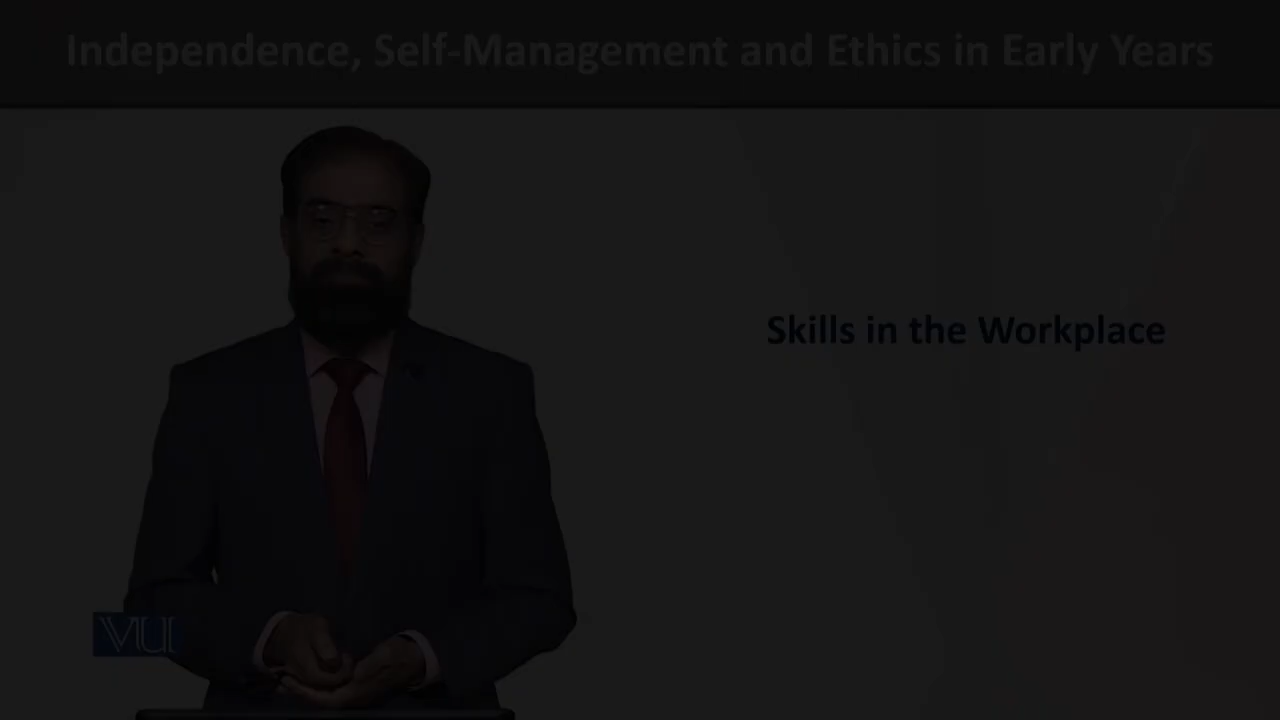 Independence, Self-Management and Ethics in Early Years
Skills in the Workplace
VU